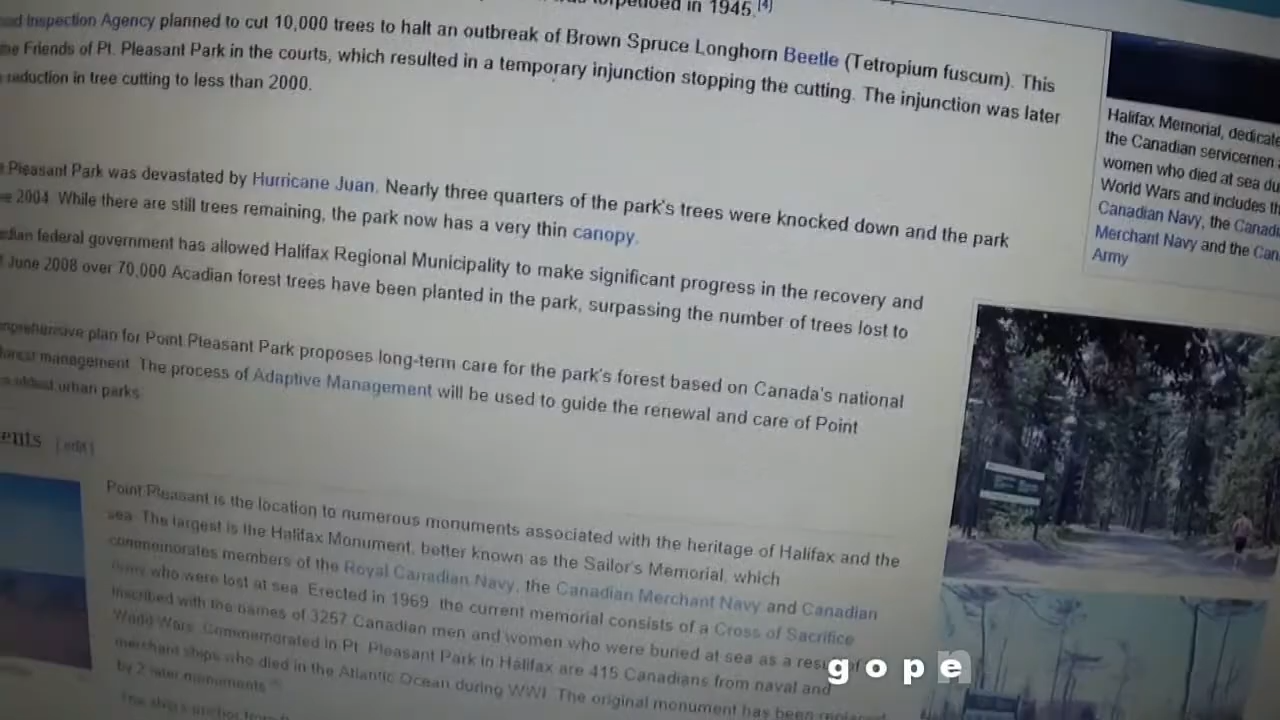 was torpedoed in 1945.[4]
Inspection Agency planned to cut 10,000 trees to halt an outbreak of Brown Spruce Longhorn Beetle (Tetropium fuscum). This
Friends of Pt. Pleasant Park in the courts, which resulted in a temporary injunction stopping the cutting. The injunction was later
reduction in tree cutting to less than 2000.
Pleasant Park was devastated by Hurricane Juan. Nearly three quarters of the park's trees were knocked down and the park
2004. While there are still trees remaining, the park now has a very thin canopy.
federal government has allowed Halifax Regional Municipality to make significant progress in the recovery and
June 2008 over 70,000 Acadian forest trees have been planted in the park, surpassing the number of trees lost to
plan for Point Pleasant Park proposes long-term care for the park's forest based on Canada's national
forest management. The process of Adaptive Management will be used to guide the renewal and care of Point
oldest urban parks.
ents [edit]
Point Pleasant is the location to numerous monuments associated with the heritage of Halifax and the
sea. The largest is the Halifax Monument, better known as the Sailor's Memorial, which
commemorates members of the Royal Canadian Navy, the Canadian Merchant Navy and Canadian
Army who were lost at sea. Erected in 1969, the current memorial consists of a Cross of Sacrifice
inscribed with the names of 3257 Canadian men and women who were buried at sea as a result of
World Wars. Commemorated in Pt. Pleasant Park in Halifax are 415 Canadians from naval and
merchant ships who died in the Atlantic Ocean during WWI. The original monument has been replaced
by 2 later monuments
The ship's anchor from
Halifax Memorial, dedicate
the Canadian servicemen a
women who died at sea du
World Wars and includes th
Canadian Navy, the Canadi
Merchant Navy and the Can
Army
gopen